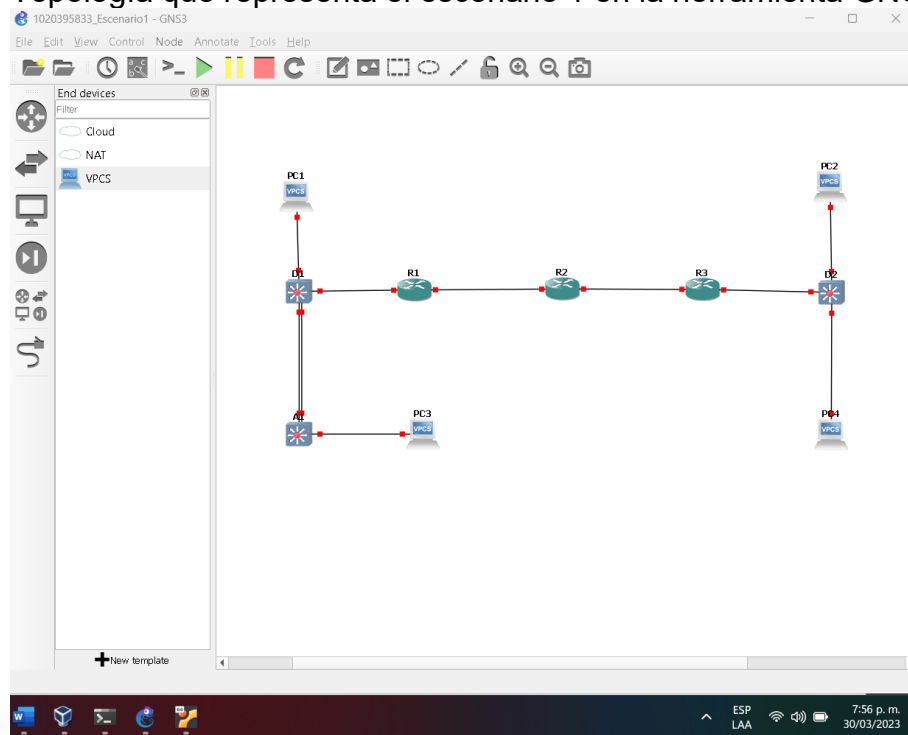 Topología que representa el escenario 1 en la herramienta GNS
1020395833_Escenario1 - GNS3
File Edit View Control Node Annotate Tools Help
End devices
Filter
Cloud
NAT
VPCS
New template
PC1
VPCS
PC2
VPCS
D1
R1
R2
R3
D2
A1
PC3
VPCS
PC4
VPCS
ESP
LAA
7:56 p. m.
30/03/2023